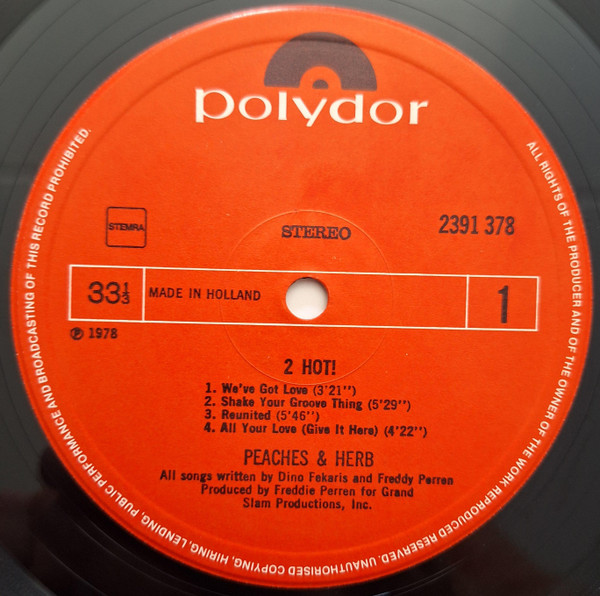 polydor
STEMRA
STEREO
2391 378
33⅓
MADE IN HOLLAND
1
℗ 1978
2 HOT!
1. We've Got Love (3'21'')
2. Shake Your Groove Thing (5'29'')
3. Reunited (5'46'')
4. All Your Love (Give It Here) (4'22'')
PEACHES & HERB
All songs written by Dino Fekaris and Freddy Perren
Produced by Freddie Perren for Grand
Slam Productions, Inc.
ALL RIGHTS OF THE PRODUCER AND OF THE OWNER OF THE WORK REPRODUCED RESERVED. UNAUTHORISED COPYING, HIRING, LENDING, PUBLIC PERFORMANCE AND BROADCASTING OF THIS RECORD PROHIBITED.